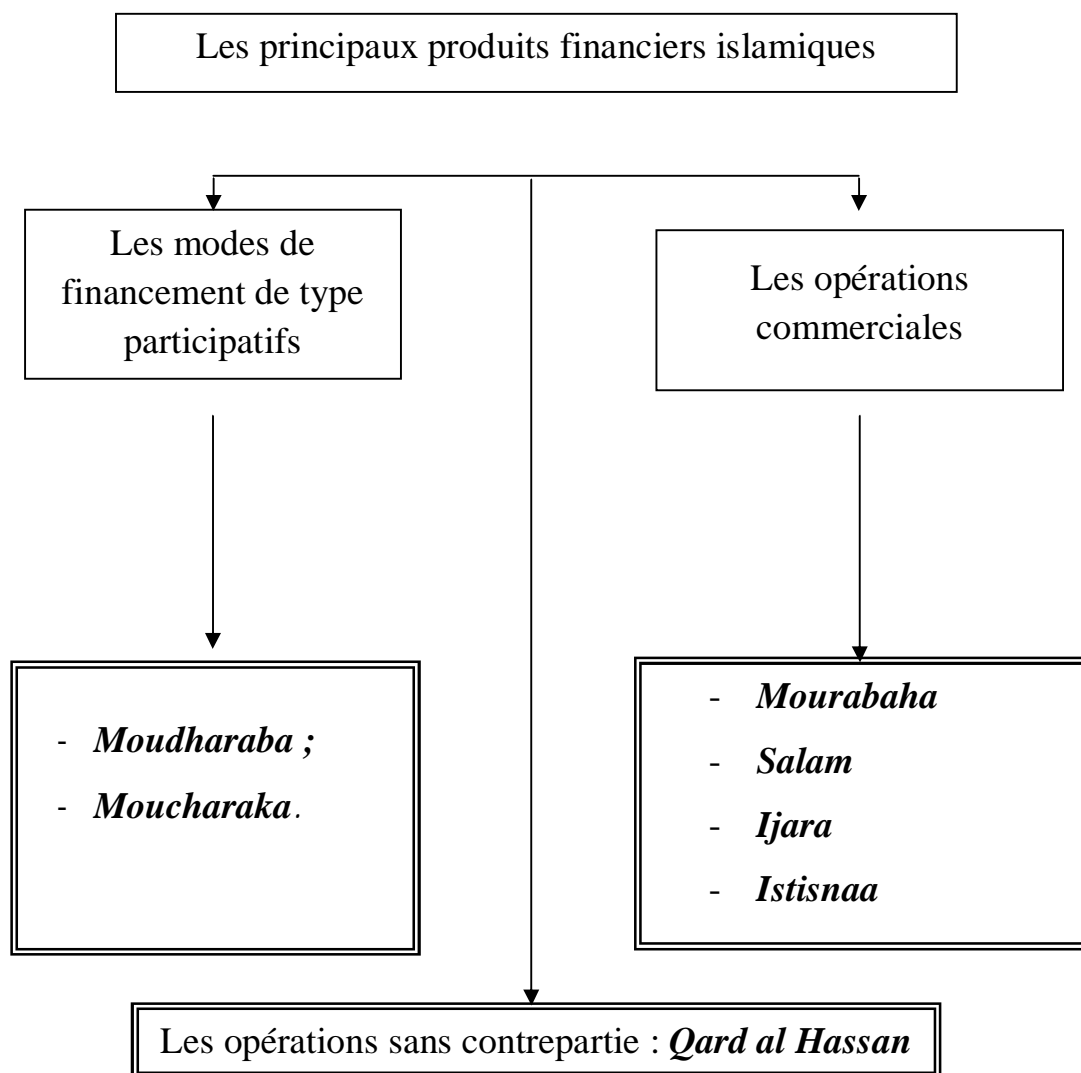 Les principaux produits financiers islamiques
Les modes de
financement de type
participatifs
Les opérations
commerciales
- Moudharaba ;
- Moucharaka.
- Mourabaha
- Salam
- Ijara
- Istisnaa
Les opérations sans contrepartie : Qard al Hassan